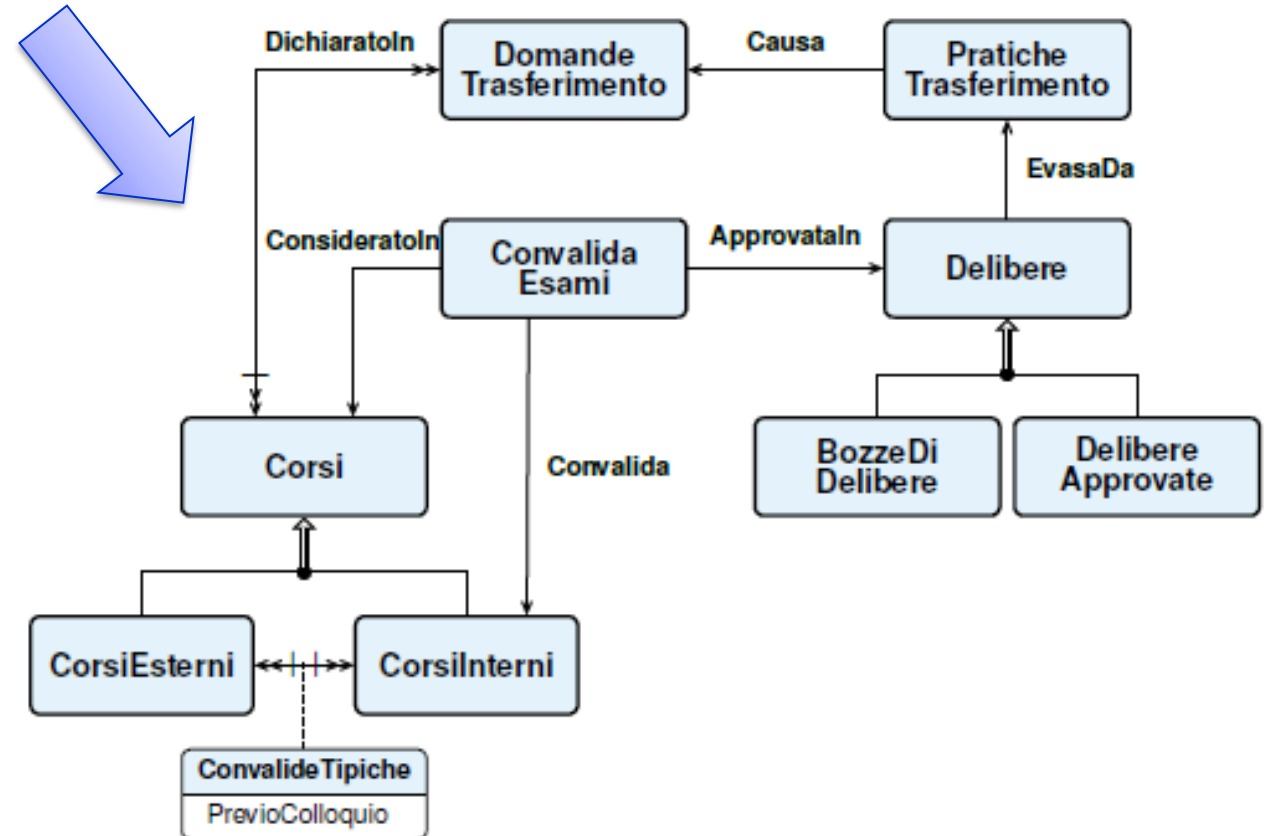 DichiaratoIn
Domande
Trasferimento
Causa
Pratiche
Trasferimento
EvasaDa
ConsideratoIn
Convalida
Esami
ApprovataIn
Delibere
Corsi
Convalida
BozzeDi
Delibere
Delibere
Approvate
CorsiEsterni
CorsiInterni
ConvalideTipiche
PrevioColloquio